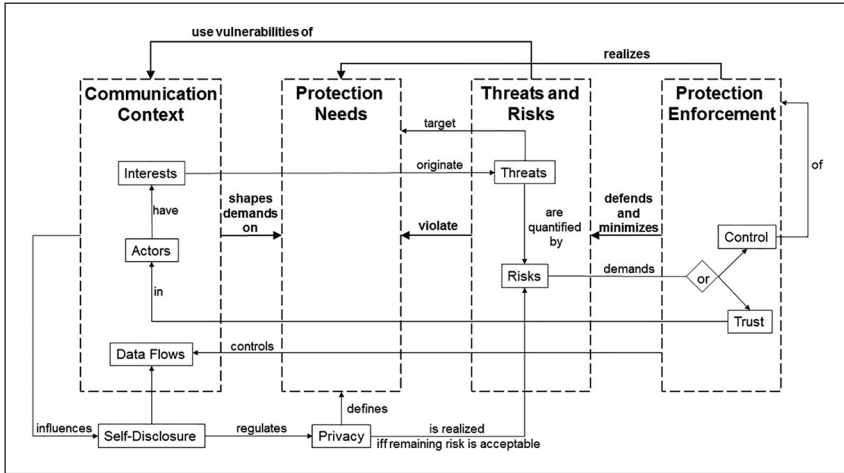 use vulnerabilities of
realizes
Communication
Context
Protection
Needs
Threats and
Risks
Protection
Enforcement
target
Interests
originate
Threats
of
have
shapes
demands
on
violate
are
quantified
by
defends and
minimizes
Control
Actors
Risks
demands
or
in
Trust
Data Flows
controls
defines
influences
Self-Disclosure
regulates
Privacy
is realized
iff remaining risk is acceptable